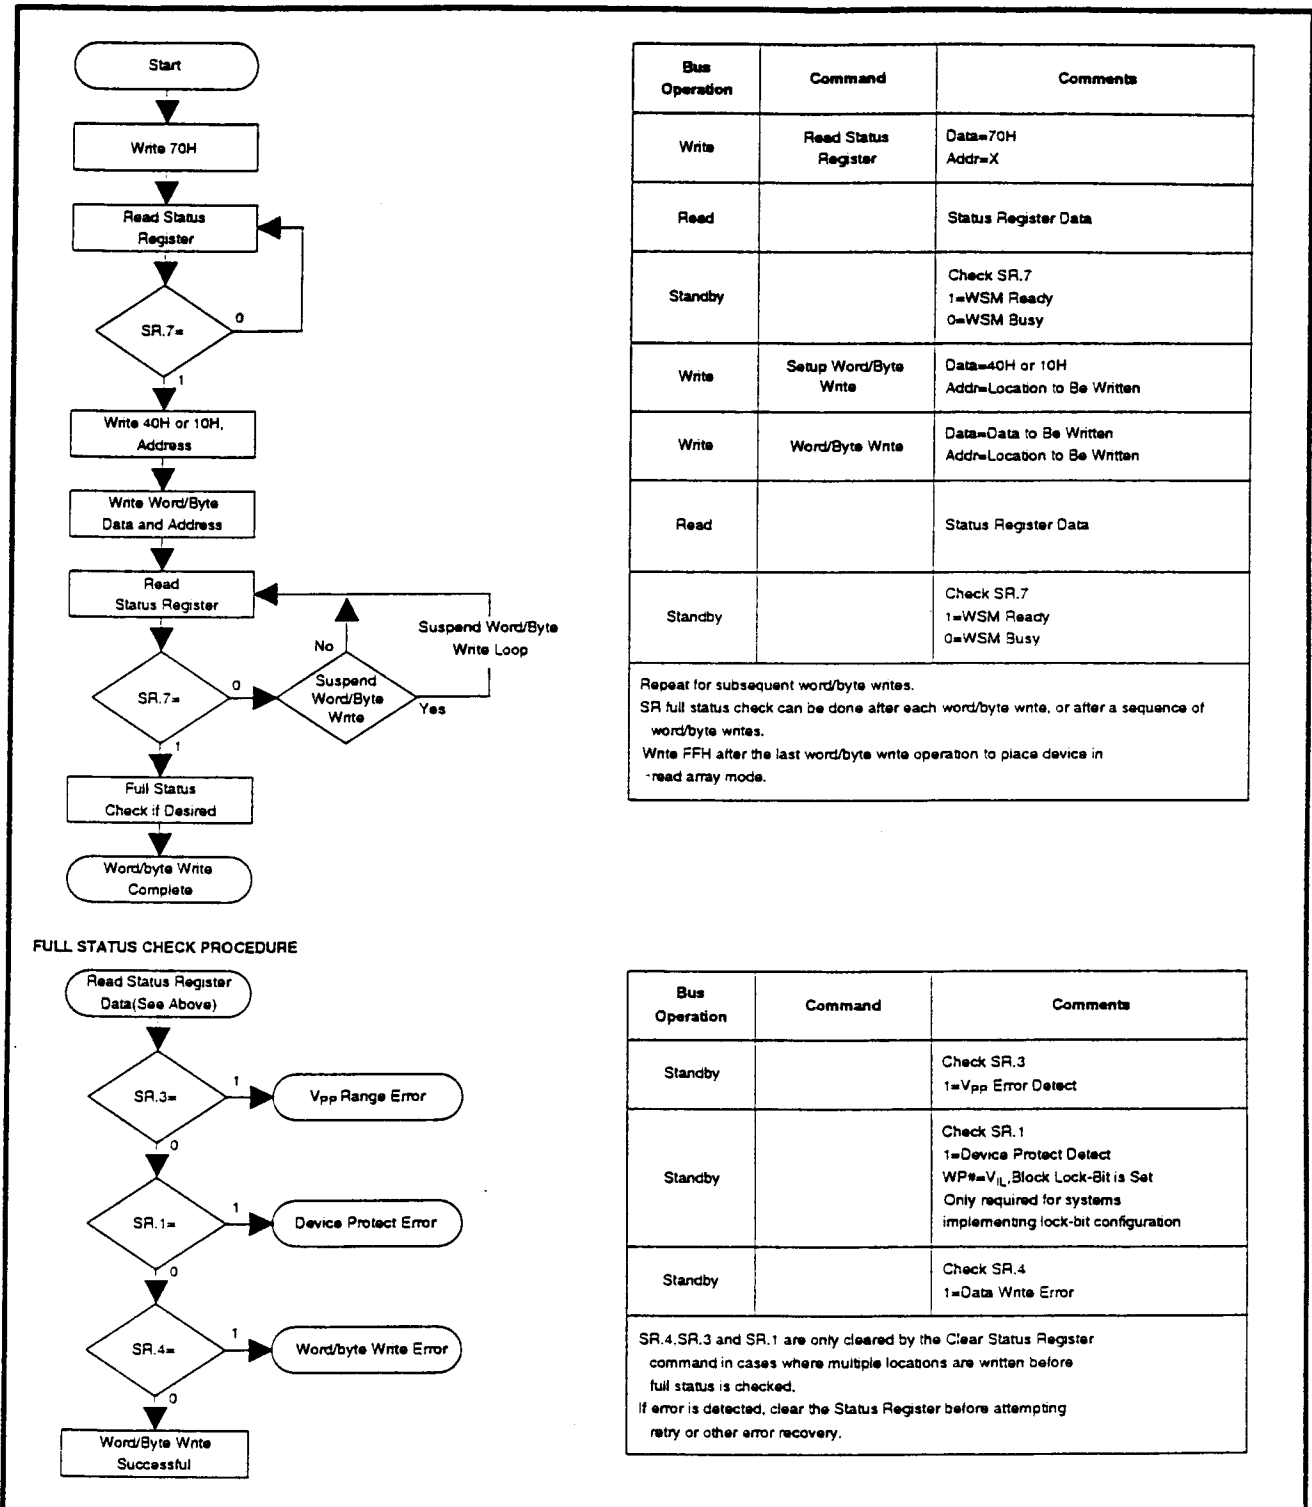 Start
Write 70H
Read Status
Register
SR.7=
0
1
Write 40H or 10H,
Address
Write Word/Byte
Data and Address
Read
Status Register
Suspend Word/Byte
Write Loop
No
SR.7=
0
Suspend
Word/Byte
Write
Yes
1
Full Status
Check if Desired
Word/byte Write
Complete
Bus
Operation
Command
Comments
Write
Read Status
Register
Data=70H
Addr=X
Read
Status Register Data
Standby
Check SR.7
1=WSM Ready
0=WSM Busy
Write
Setup Word/Byte
Write
Data=40H or 10H
Addr=Location to Be Written
Write
Word/Byte Write
Data=Data to Be Written
Addr=Location to Be Written
Read
Status Register Data
Standby
Check SR.7
1=WSM Ready
0=WSM Busy
Repeat for subsequent word/byte writes.
SR full status check can be done after each word/byte write, or after a sequence of
word/byte writes.
Write FFH after the last word/byte write operation to place device in
read array mode.
FULL STATUS CHECK PROCEDURE
Read Status Register
Data(See Above)
SR.3=
1
VPP Range Error
0
SR.1=
1
Device Protect Error
0
SR.4=
1
Word/byte Write Error
0
Word/Byte Write
Successful
Bus
Operation
Command
Comments
Standby
Check SR.3
1=VPP Error Detect
Standby
Check SR.1
1=Device Protect Detect
WP#=VIL,Block Lock-Bit is Set
Only required for systems
implementing lock-bit configuration
Standby
Check SR.4
1=Data Write Error
SR.4,SR.3 and SR.1 are only cleared by the Clear Status Register
command in cases where multiple locations are written before
full status is checked.
If error is detected, clear the Status Register before attempting
retry or other error recovery.